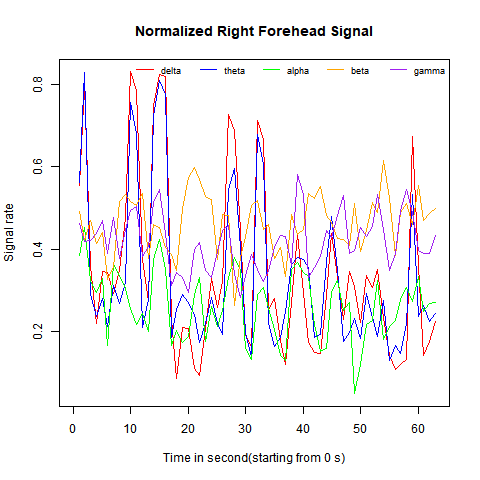 Normalized Right Forehead Signal
delta theta alpha beta gamma
Signal rate
0.8
0.6
0.4
0.2
0 10 20 30 40 50 60
Time in second(starting from 0 s)